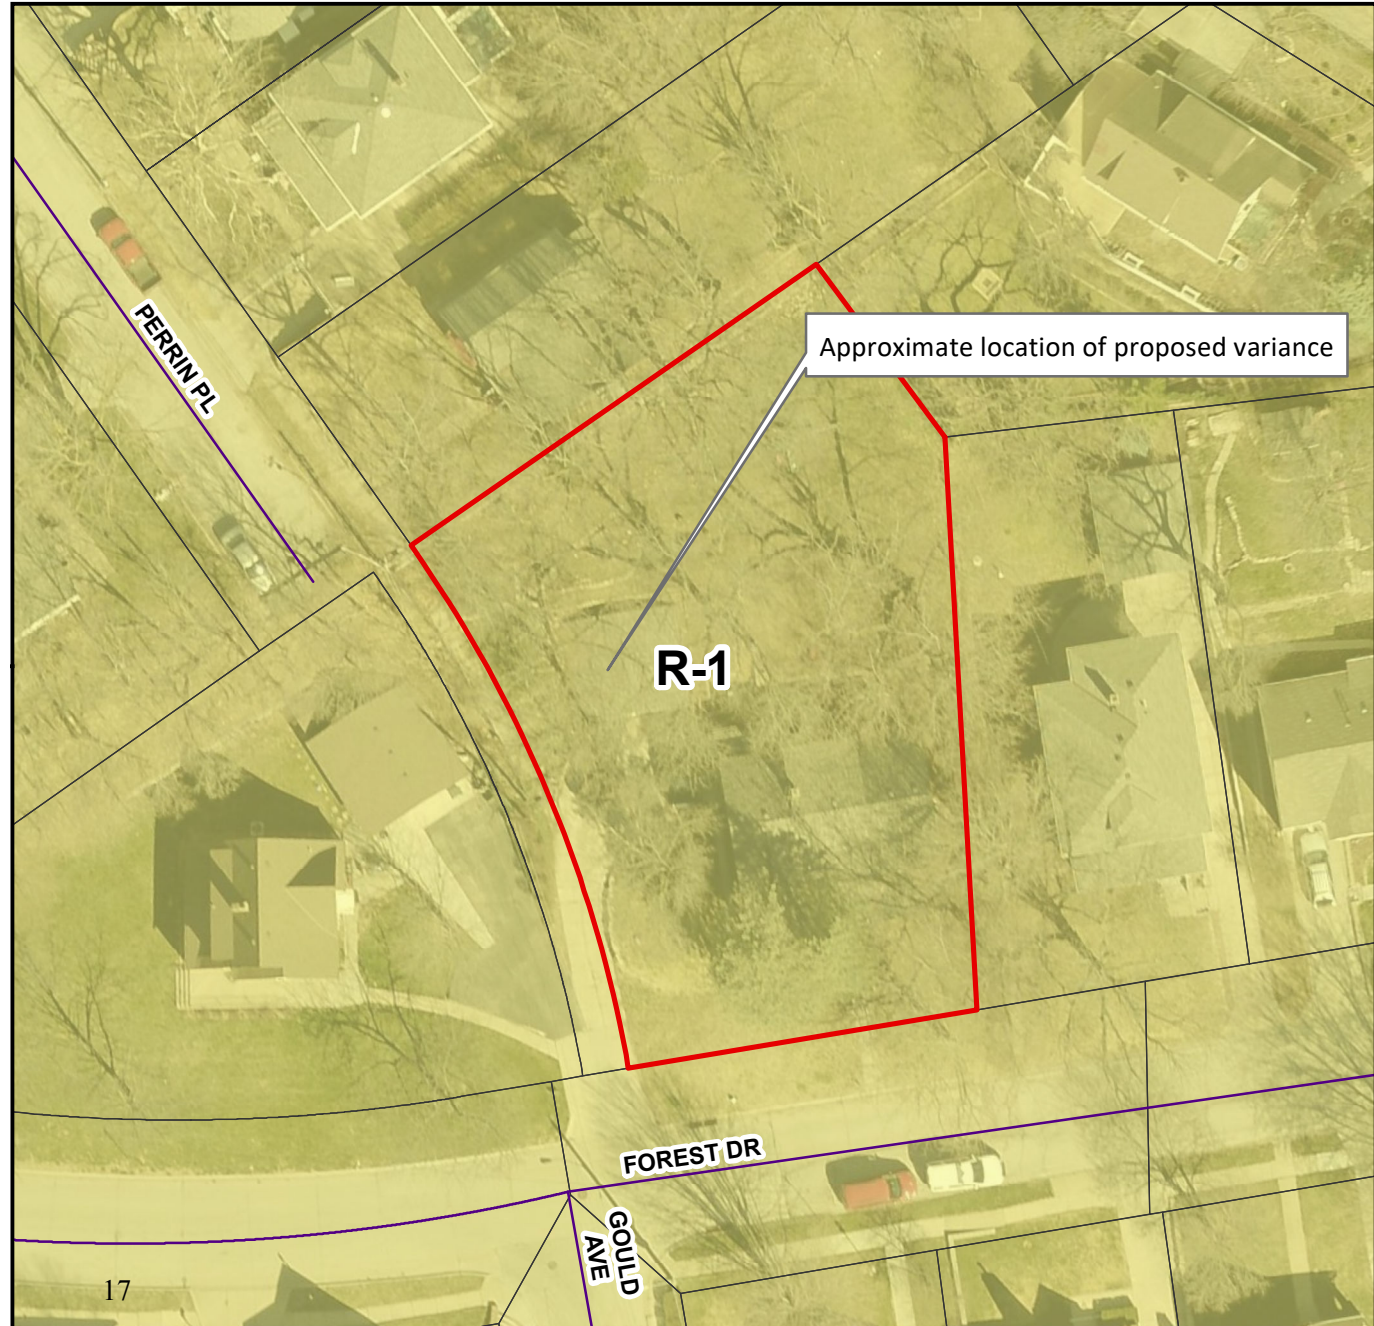 PERRIN PL
Approximate location of proposed variance
R-1
FOREST DR
GOULD
AVE
17